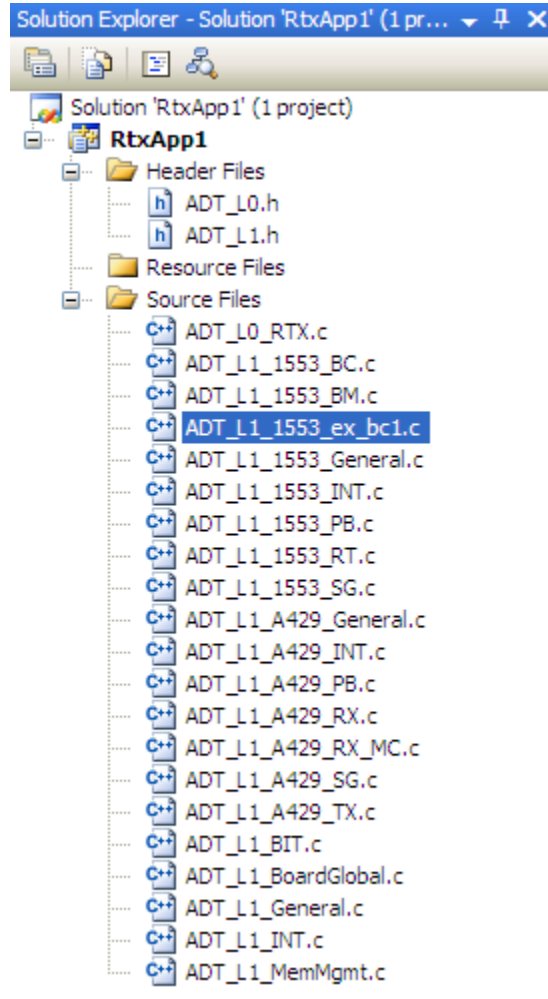 Solution Explorer - Solution 'RtxApp1' (1 pr...
Solution 'RtxApp1' (1 project)
RtxApp1
Header Files
h ADT_L0.h
h ADT_L1.h
Resource Files
Source Files
C++ ADT_L0_RTX.c
C++ ADT_L1_1553_BC.c
C++ ADT_L1_1553_BM.c
C++ ADT_L1_1553_ex_bc1.c
C++ ADT_L1_1553_General.c
C++ ADT_L1_1553_INT.c
C++ ADT_L1_1553_PB.c
C++ ADT_L1_1553_RT.c
C++ ADT_L1_1553_SG.c
C++ ADT_L1_A429_General.c
C++ ADT_L1_A429_INT.c
C++ ADT_L1_A429_PB.c
C++ ADT_L1_A429_RX.c
C++ ADT_L1_A429_RX_MC.c
C++ ADT_L1_A429_SG.c
C++ ADT_L1_A429_TX.c
C++ ADT_L1_BIT.c
C++ ADT_L1_BoardGlobal.c
C++ ADT_L1_General.c
C++ ADT_L1_INT.c
C++ ADT_L1_MemMgmt.c